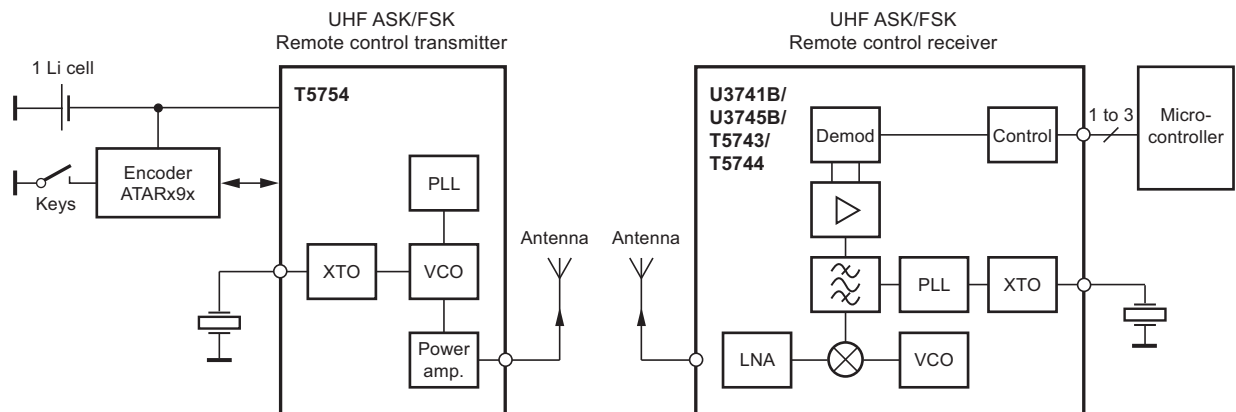 UHF ASK/FSK
Remote control transmitter
1 Li cell
T5754
Encoder
ATARx9x
Keys
PLL
XTO
VCO
Power
amp.
Antenna
Antenna
UHF ASK/FSK
Remote control receiver
U3741B/
U3745B/
T5743/
T5744
Demod
Control
1 to 3
Micro-
controller
PLL
XTO
LNA
VCO